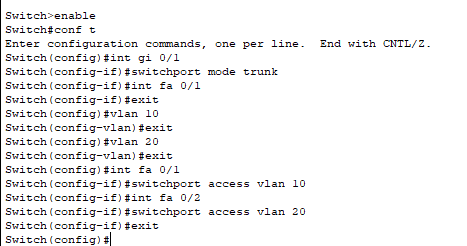 Switch>enable
Switch#conf t
Enter configuration commands, one per line.  End with CNTL/Z.
Switch(config)#int gi 0/1
Switch(config-if)#switchport mode trunk
Switch(config-if)#int fa 0/1
Switch(config-if)#exit
Switch(config)#vlan 10
Switch(config-vlan)#exit
Switch(config)#vlan 20
Switch(config-vlan)#exit
Switch(config)#int fa 0/1
Switch(config-if)#switchport access vlan 10
Switch(config-if)#int fa 0/2
Switch(config-if)#switchport access vlan 20
Switch(config-if)#exit
Switch(config)#